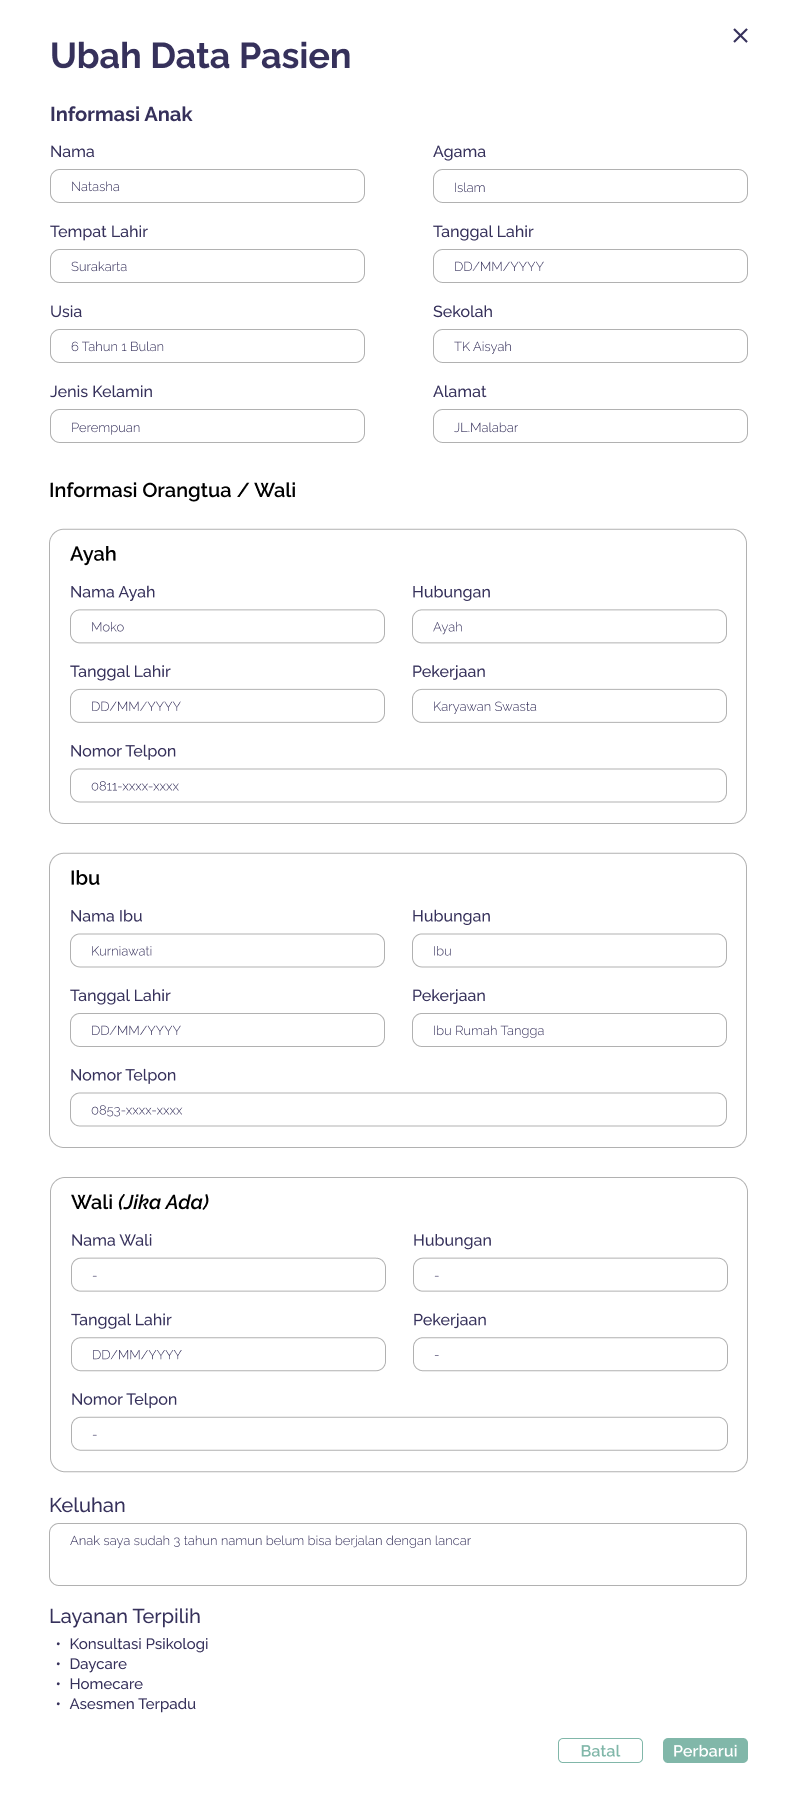 Ubah Data Pasien
Informasi Anak
Nama
Agama
Natasha
Islam
Tempat Lahir
Tanggal Lahir
Surakarta
DD/MM/YYYY
Usia
Sekolah
6 Tahun 1 Bulan
TK Aisyah
Jenis Kelamin
Alamat
Perempuan
JL.Malabar
Informasi Orangtua / Wali
Ayah
Nama Ayah
Hubungan
Moko
Ayah
Tanggal Lahir
Pekerjaan
DD/MM/YYYY
Karyawan Swasta
Nomor Telpon
0811-xxxx-xxxx
Ibu
Nama Ibu
Hubungan
Kurniawati
Ibu
Tanggal Lahir
Pekerjaan
DD/MM/YYYY
Ibu Rumah Tangga
Nomor Telpon
0853-xxxx-xxxx
Wali (Jika Ada)
Nama Wali
Hubungan
-
-
Tanggal Lahir
Pekerjaan
DD/MM/YYYY
-
Nomor Telpon
-
Keluhan
Anak saya sudah 3 tahun namun belum bisa berjalan dengan lancar
Layanan Terpilih
• Konsultasi Psikologi
• Daycare
• Homecare
• Asesmen Terpadu
Batal
Perbarui